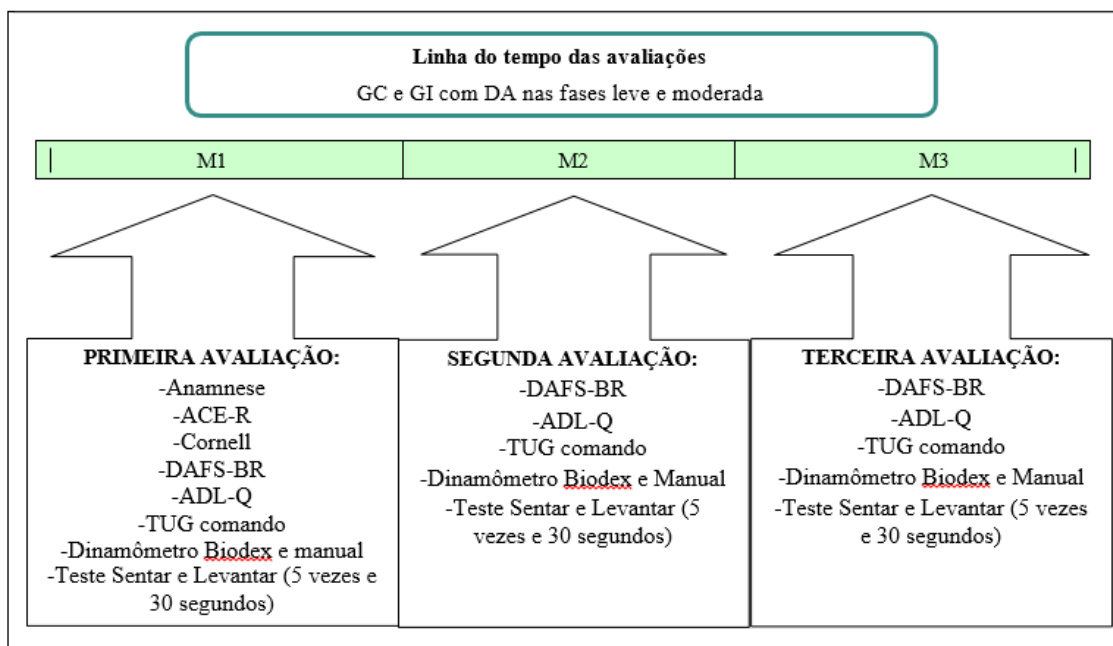 Linha do tempo das avaliações
GC e GI com DA nas fases leve e moderada
M1
M2
M3
PRIMEIRA AVALIAÇÃO:
-Anamnese
-ACE-R
-Cornell
-DAFS-BR
-ADL-Q
-TUG comando
-Dinamômetro Biodex e manual
-Teste Sentar e Levantar (5 vezes e
30 segundos)
SEGUNDA AVALIAÇÃO:
-DAFS-BR
-ADL-Q
-TUG comando
-Dinamômetro Biodex e Manual
-Teste Sentar e Levantar (5
vezes e 30 segundos)
TERCEIRA AVALIAÇÃO:
-DAFS-BR
-ADL-Q
-TUG comando
-Dinamômetro Biodex e Manual
-Teste Sentar e Levantar (5 vezes
e 30 segundos)